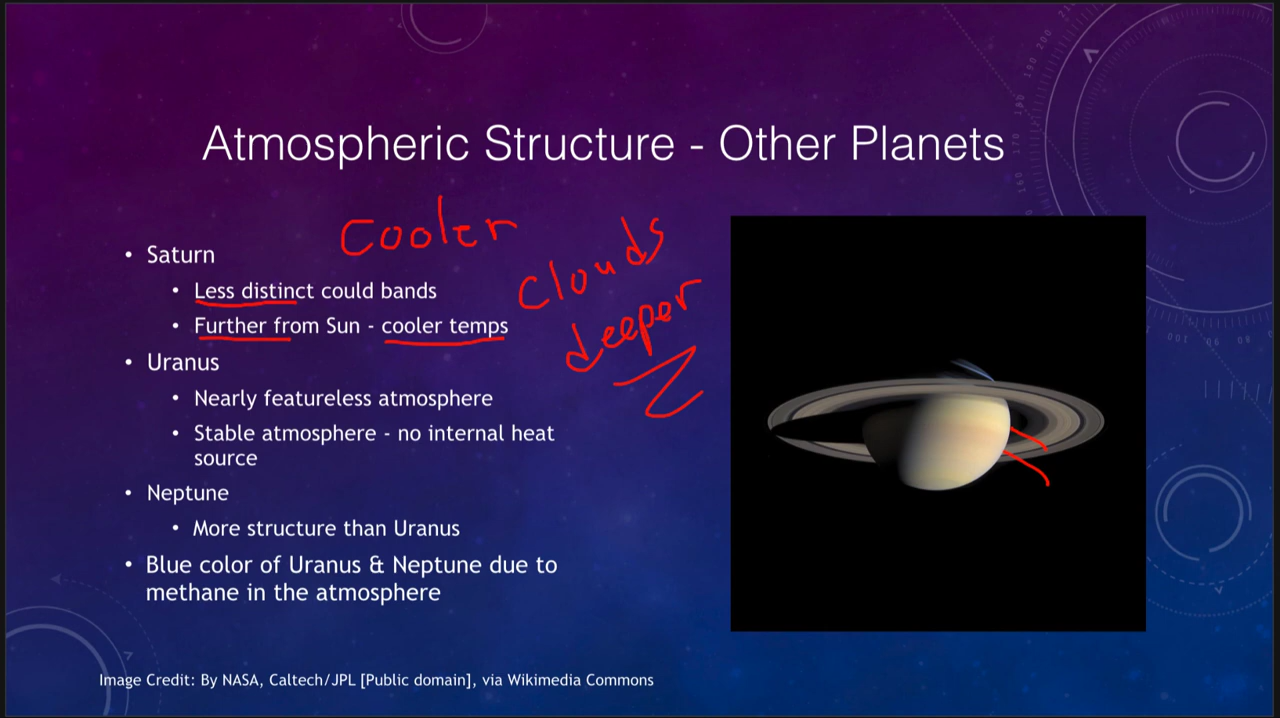 Atmospheric Structure - Other Planets
Cooler
Clouds
deeper
• Saturn
• Less distinct could bands
• Further from Sun - cooler temps
• Uranus
• Nearly featureless atmosphere
• Stable atmosphere - no internal heat
source
• Neptune
• More structure than Uranus
• Blue color of Uranus & Neptune due to
methane in the atmosphere
Image Credit: By NASA, Caltech/JPL [Public domain], via Wikimedia Commons